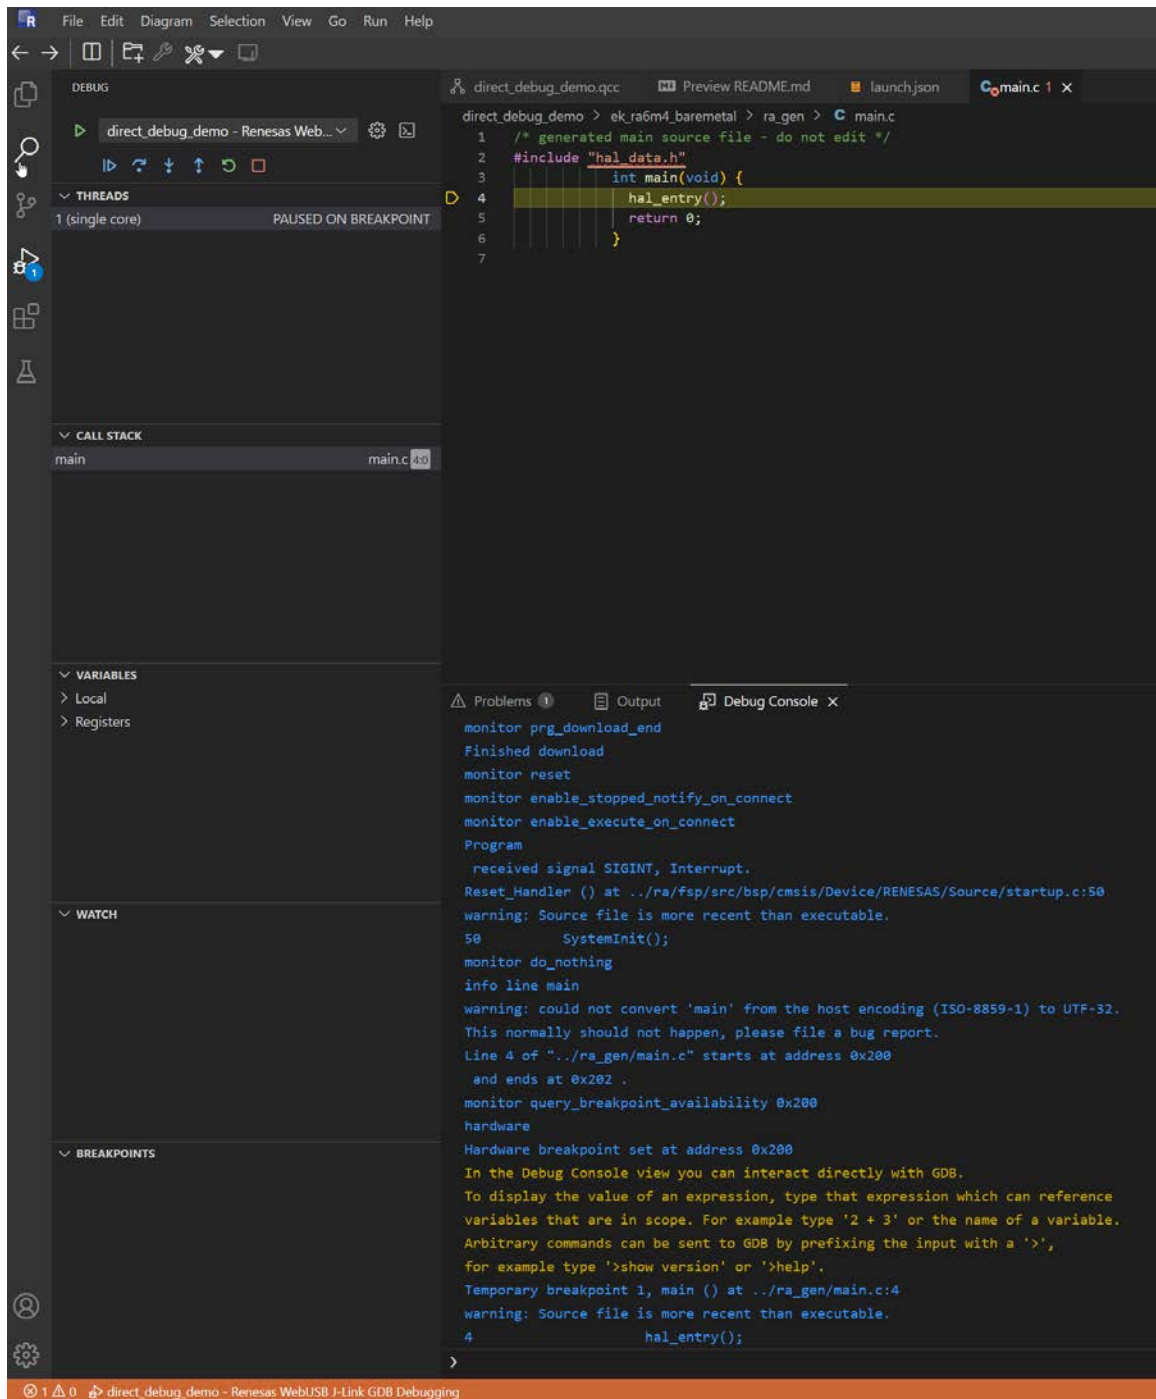 R File Edit Diagram Selection View Go Run Help
DEBUG
direct_debug_demo - Renesas Web...
THREADS
1 (single core) PAUSED ON BREAKPOINT
CALL STACK
main main.c 4:0
VARIABLES
Local
Registers
WATCH
BREAKPOINTS
1
direct_debug_demo.qcc Preview README.md launch.json C main.c 1
direct_debug_demo > ek_ra6m4_baremetal > ra_gen > C main.c
1 /* generated main source file - do not edit */
2 #include "hal_data.h"
3 int main(void) {
4 hal_entry();
5 return 0;
6 }
7
Problems 1 Output Debug Console
monitor prg_download_end
Finished download
monitor reset
monitor enable_stopped_notify_on_connect
monitor enable_execute_on_connect
Program
received signal SIGINT, Interrupt.
Reset_Handler () at ../ra/fsp/src/bsp/cmsis/Device/RENESAS/Source/startup.c:50
warning: Source file is more recent than executable.
50 SystemInit();
monitor do_nothing
info line main
warning: could not convert 'main' from the host encoding (ISO-8859-1) to UTF-32.
This normally should not happen, please file a bug report.
Line 4 of "../ra_gen/main.c" starts at address 0x200
and ends at 0x202 .
monitor query_breakpoint_availability 0x200
hardware
Hardware breakpoint set at address 0x200
In the Debug Console view you can interact directly with GDB.
To display the value of an expression, type that expression which can reference
variables that are in scope. For example type '2 + 3' or the name of a variable.
Arbitrary commands can be sent to GDB by prefixing the input with a '>',
for example type '>show version' or '>help'.
Temporary breakpoint 1, main () at ../ra_gen/main.c:4
warning: Source file is more recent than executable.
4 hal_entry();
1 0 direct_debug_demo - Renesas WebUSB J-Link GDB Debugging